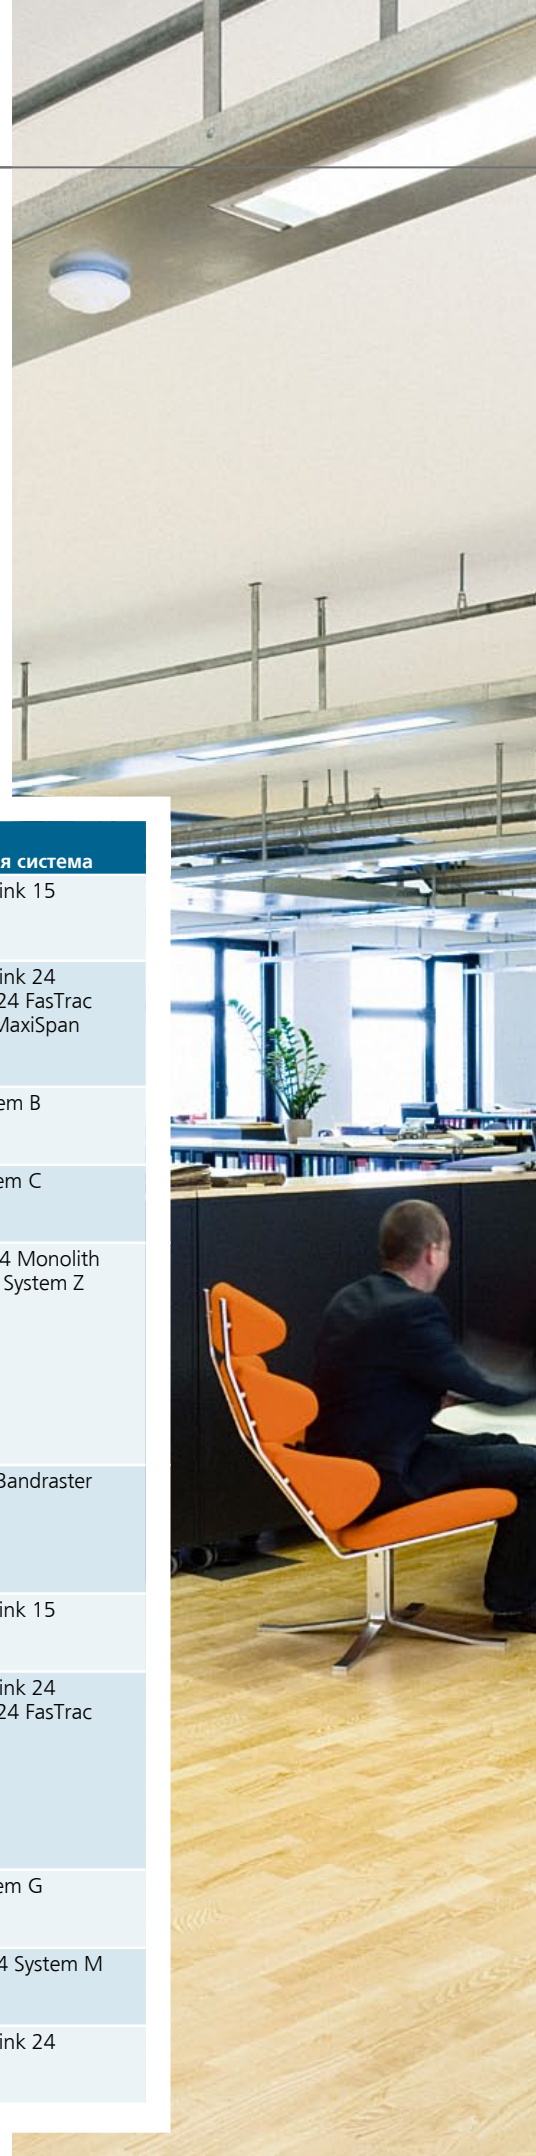 я система
ink 15
ink 24
24 FasTrac
MaxiSpan
em B
em C
4 Monolith
System Z
Bandraster
ink 15
ink 24
24 FasTrac
em G
4 System M
ink 24